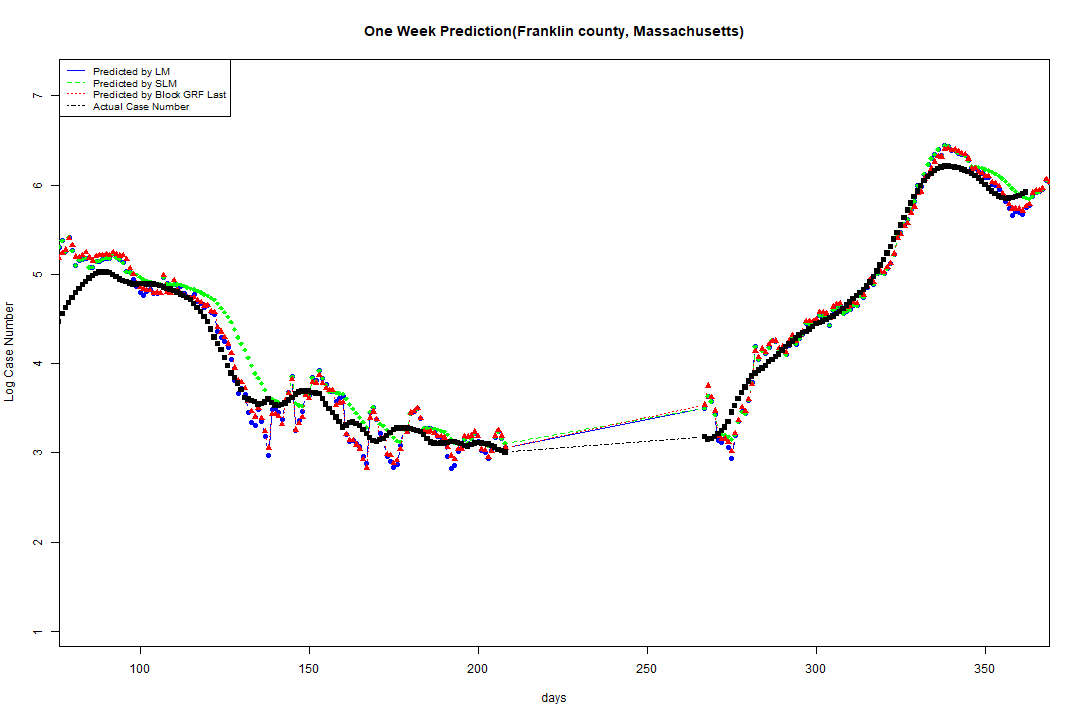 One Week Prediction(Franklin county, Massachusetts)
Predicted by LM
Predicted by SLM
Predicted by Block GRF Last
Actual Case Number
7
6
5
4
3
2
1
Log Case Number
100 150 200 250 300 350
days